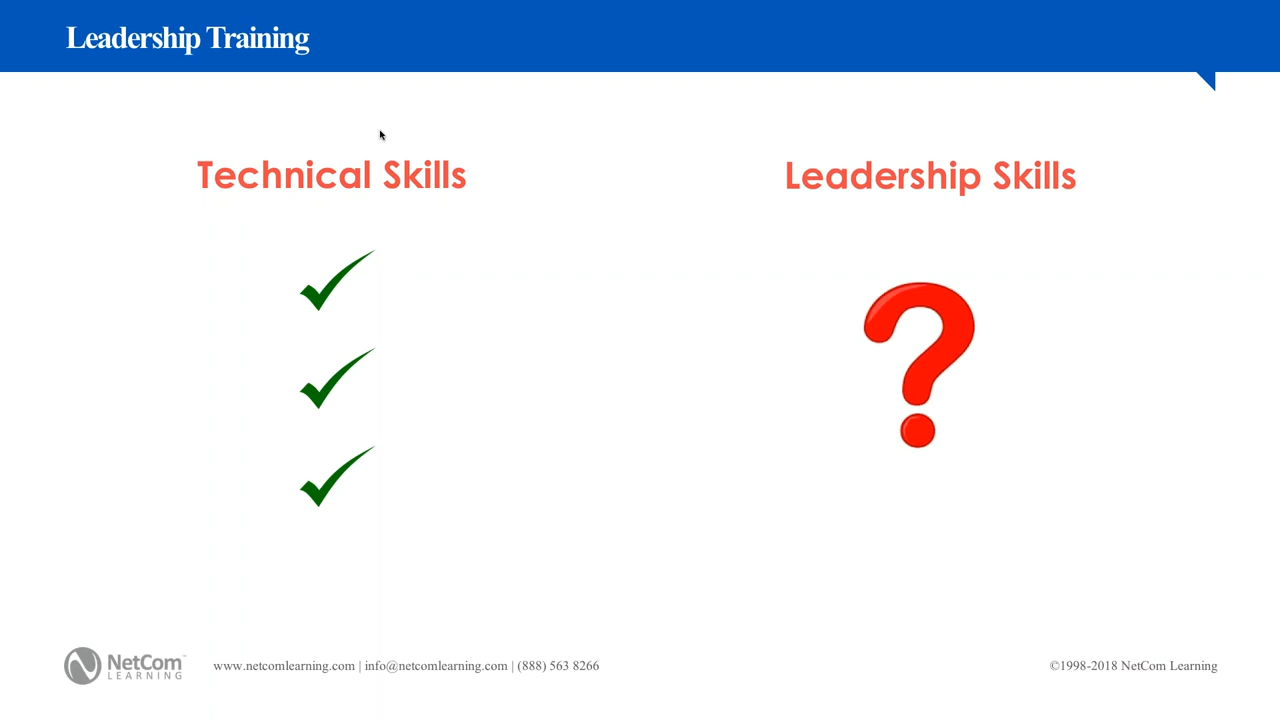 Leadership Training
Technical Skills
Leadership Skills
?
NetCom™
LEARNING
www.netcomlearning.com | info@netcomlearning.com | (888) 563 8266
©1998-2018 NetCom Learning